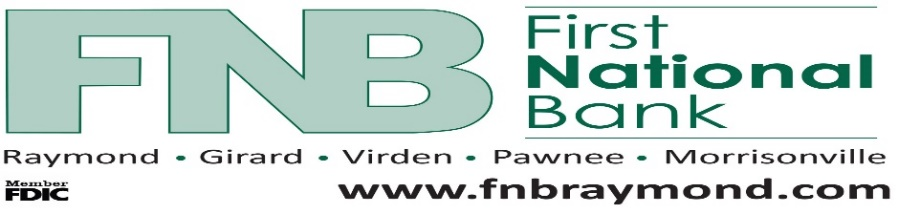 FNB
First
National
Bank
Raymond • Girard • Virden • Pawnee • Morrisonville
Member
FDIC
www.fnbraymond.com